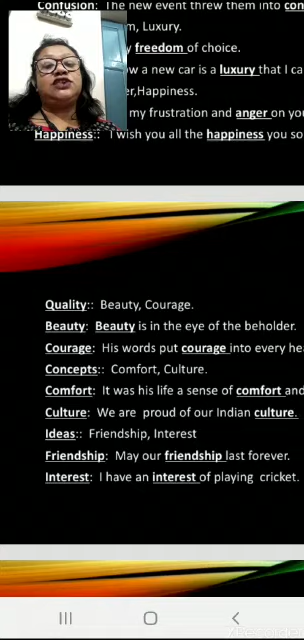 Confusion: The new event threw them into con
m, Luxury.
y freedom of choice.
w a new car is a luxury that I ca
er,Happiness.
my frustration and anger on you
Happiness:: I wish you all the happiness you so
Quality:: Beauty, Courage.
Beauty: Beauty is in the eye of the beholder.
Courage: His words put courage into every hea
Concepts:: Comfort, Culture.
Comfort: It was his life a sense of comfort and
Culture: We are proud of our Indian culture.
Ideas:: Friendship, Interest
Friendship: May our friendship last forever.
Interest: I have an interest of playing cricket.